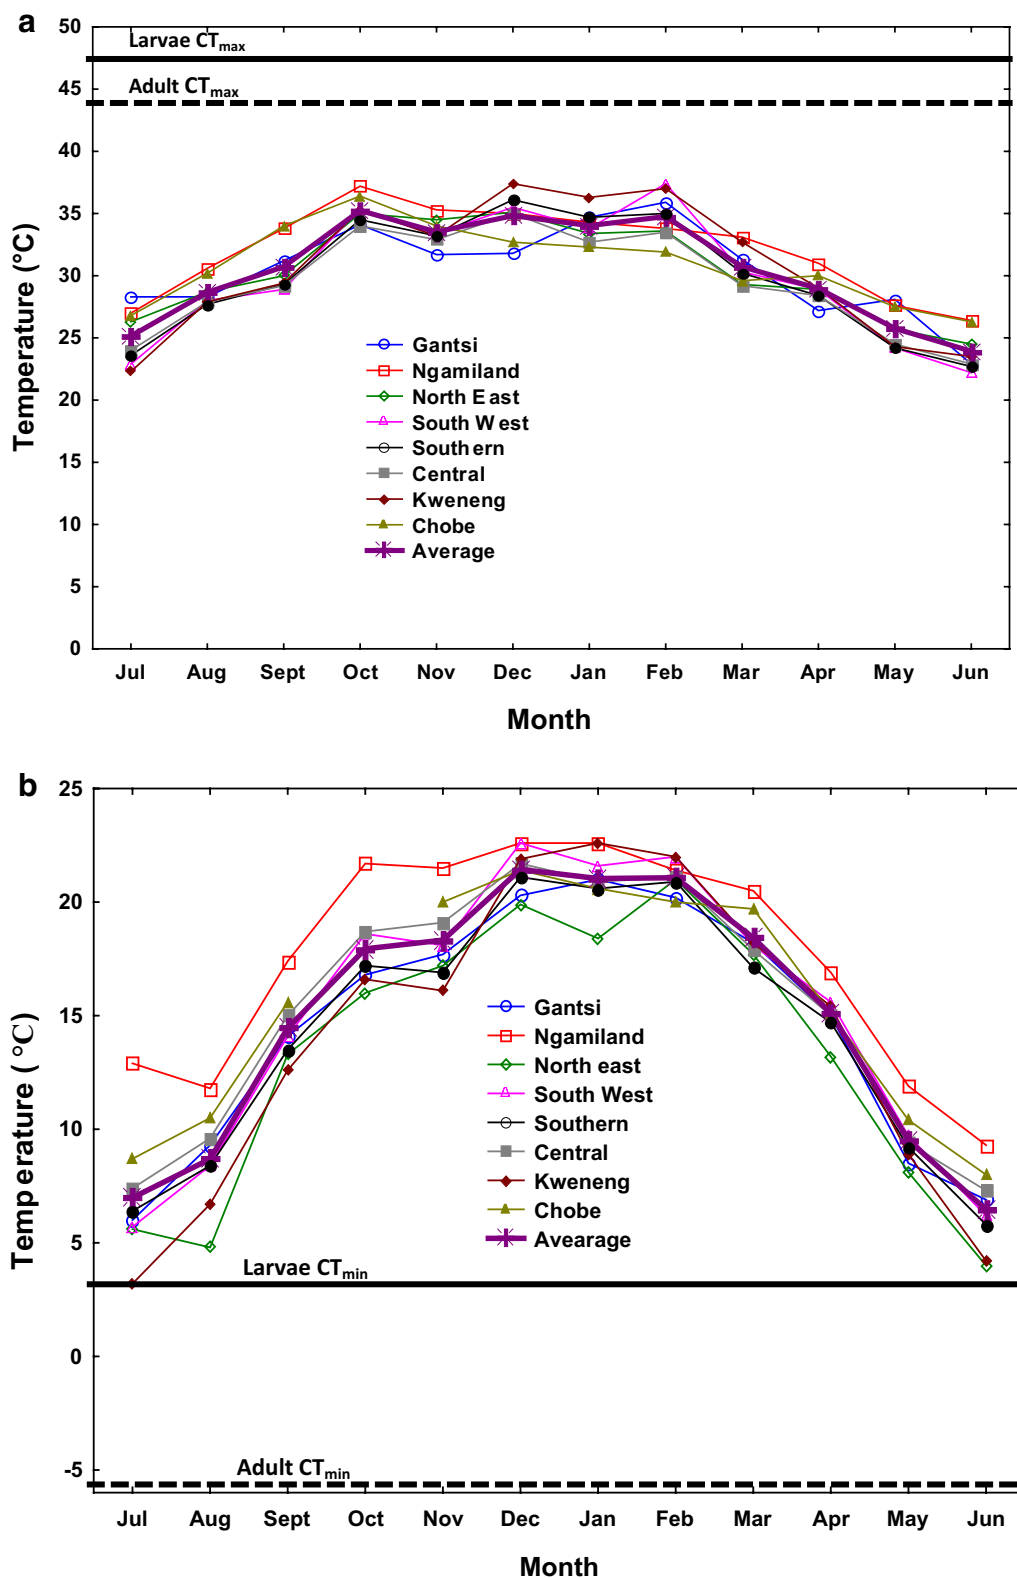 a
50
Larvae CTmax
45
Adult CTmax
40
35
30
25
20
15
10
5
0
Temperature (°C)
Gantsi
Ngamiland
North East
South West
Southern
Central
Kweneng
Chobe
Average
Jul Aug Sept Oct Nov Dec Jan Feb Mar Apr May Jun
Month
b
25
20
15
10
5
0
-5
Temperature (°C)
Gantsi
Ngamiland
North east
South West
Southern
Central
Kweneng
Chobe
Avearage
Larvae CTmin
Adult CTmin
Jul Aug Sept Oct Nov Dec Jan Feb Mar Apr May Jun
Month